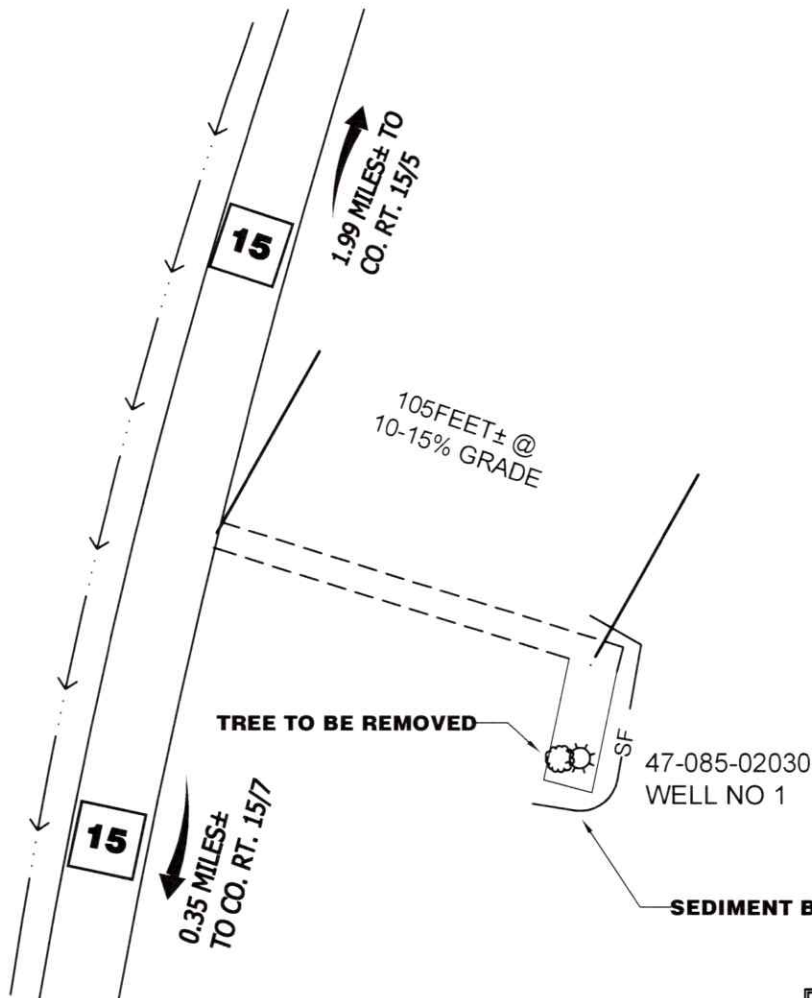 1.99 MILES± TO
CO. RT. 15/5
15
105FEET± @
10-15% GRADE
TREE TO BE REMOVED
SF
47-085-02030
WELL NO 1
15
0.35 MILES±
TO CO. RT. 15/7
SEDIMENT B